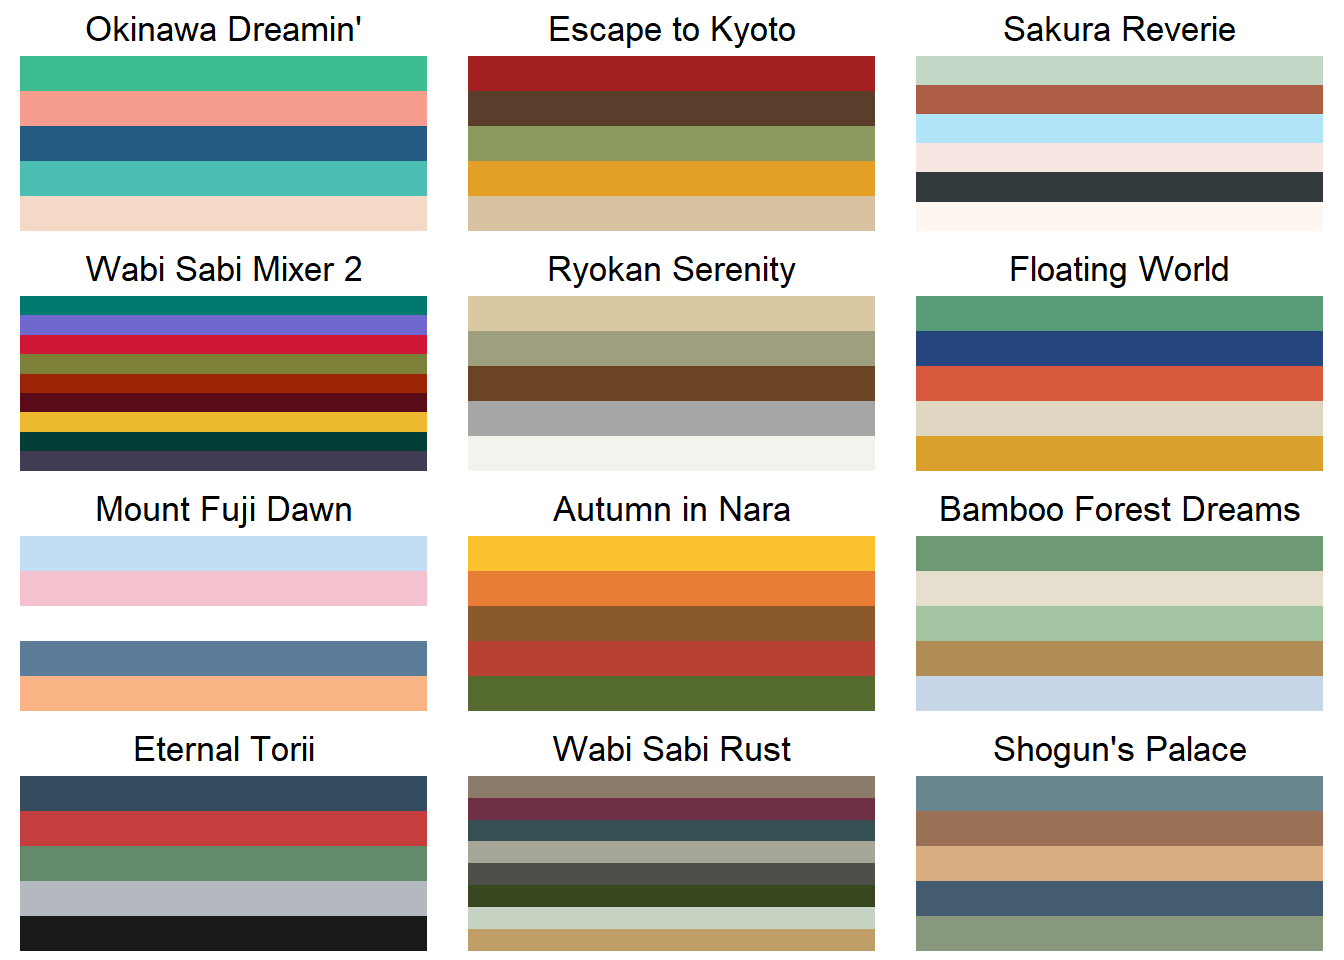 Okinawa Dreamin'
Escape to Kyoto
Sakura Reverie
Wabi Sabi Mixer 2
Ryokan Serenity
Floating World
Mount Fuji Dawn
Autumn in Nara
Bamboo Forest Dreams
Eternal Torii
Wabi Sabi Rust
Shogun's Palace